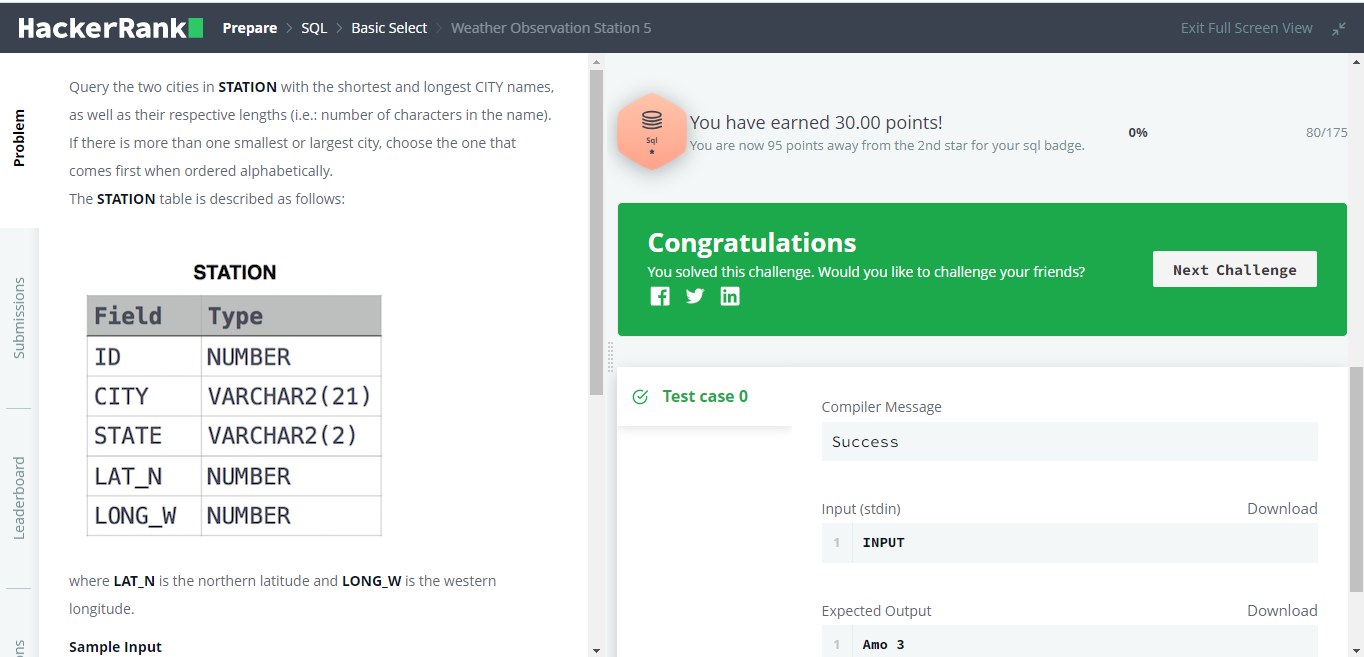 HackerRank
Prepare > SQL > Basic Select > Weather Observation Station 5
Exit Full Screen View
Problem
Submissions
Leaderboard
ons
Query the two cities in STATION with the shortest and longest CITY names,
as well as their respective lengths (i.e.: number of characters in the name).
If there is more than one smallest or largest city, choose the one that
comes first when ordered alphabetically.
The STATION table is described as follows:
STATION
Field Type
ID NUMBER
CITY VARCHAR2(21)
STATE VARCHAR2(2)
LAT_N NUMBER
LONG_W NUMBER
where LAT_N is the northern latitude and LONG_W is the western
longitude.
Sample Input
Sql
You have earned 30.00 points!
You are now 95 points away from the 2nd star for your sql badge.
0%
80/175
Congratulations
You solved this challenge. Would you like to challenge your friends?
Next Challenge
Test case 0
Compiler Message
Success
Input (stdin)
Download
1 INPUT
Expected Output
Download
1 Amo 3